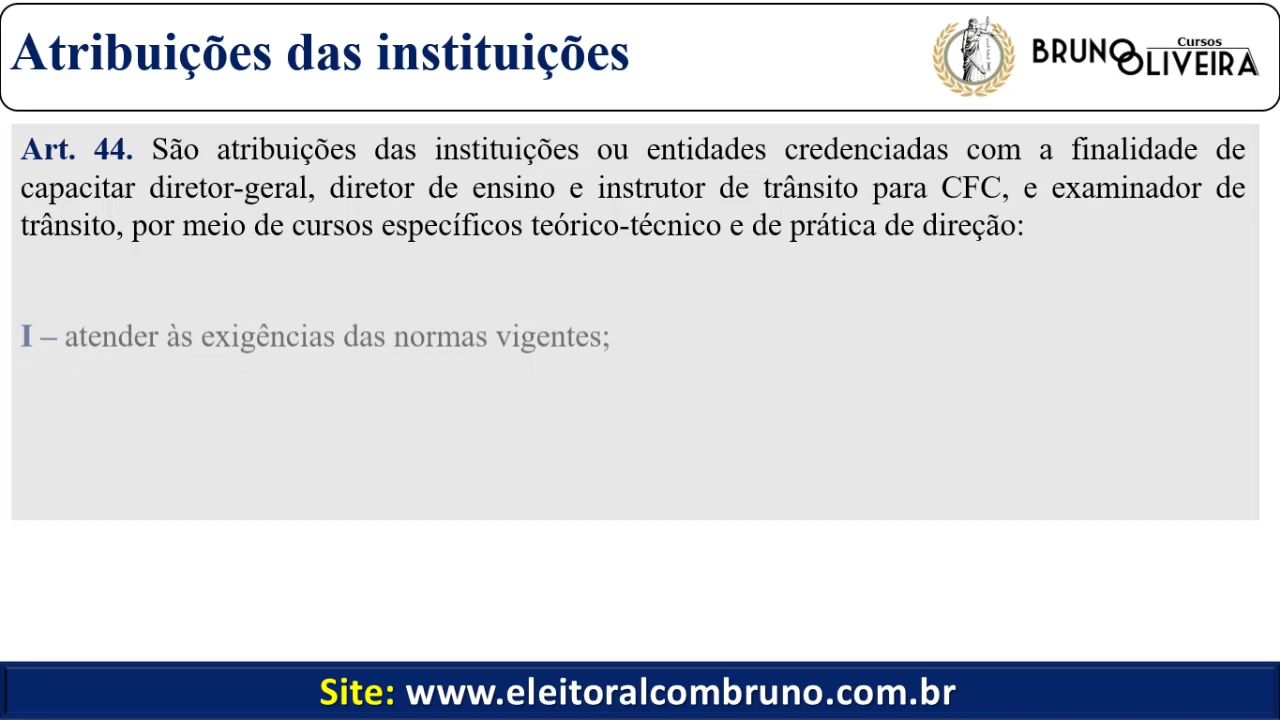 Atribuições das instituições
Cursos
BRUNO OLIVEIRA
Art. 44. São atribuições das instituições ou entidades credenciadas com a finalidade de
capacitar diretor-geral, diretor de ensino e instrutor de trânsito para CFC, e examinador de
trânsito, por meio de cursos específicos teórico-técnico e de prática de direção:
I – atender às exigências das normas vigentes;
Site: www.eleitoralcombruno.com.br